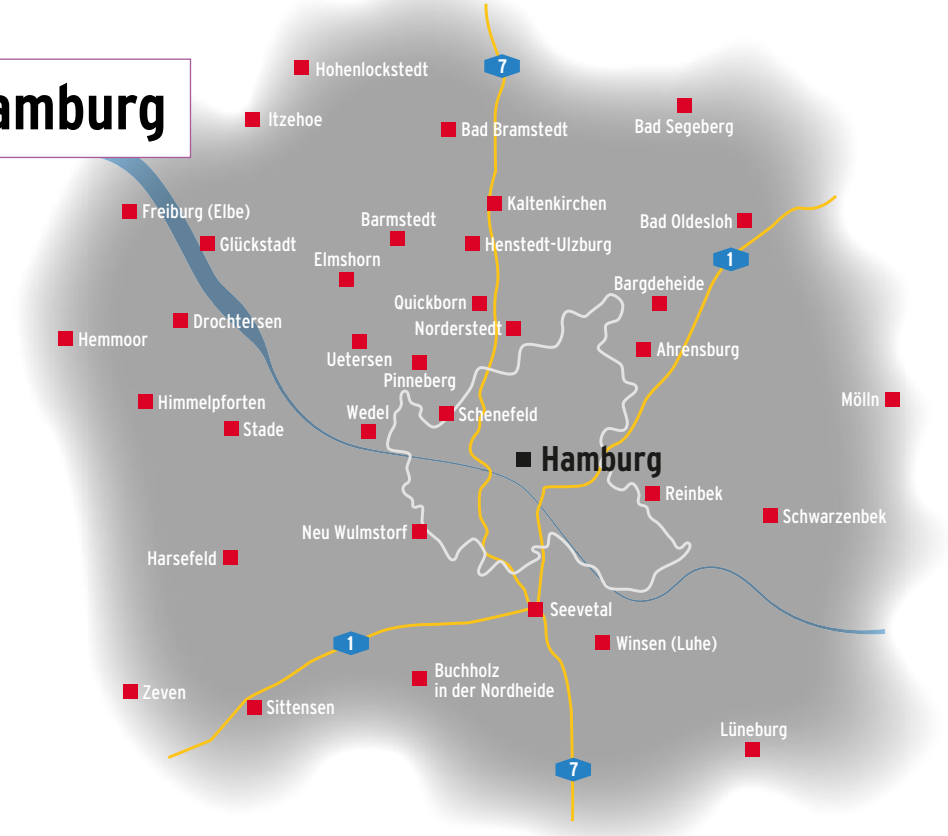 amburg
Hohenlockstedt
7
Itzehoe
Bad Bramstedt
Bad Segeberg
Freiburg (Elbe)
Kaltenkirchen
Barmstedt
Bad Oldesloh
Glückstadt
Henstedt-Ulzburg
Elmshorn
1
Bargdeheide
Quickborn
Drochtersen
Norderstedt
Hemmoor
Uetersen
Ahrensburg
Pinneberg
Himmelpforten
Mölln
Wedel
Schenefeld
Stade
Hamburg
Reinbek
Schwarzenbek
Neu Wulmstorf
Harsefeld
Seevetal
1
Winsen (Luhe)
Buchholz
in der Nordheide
Zeven
Sittensen
Lüneburg
7